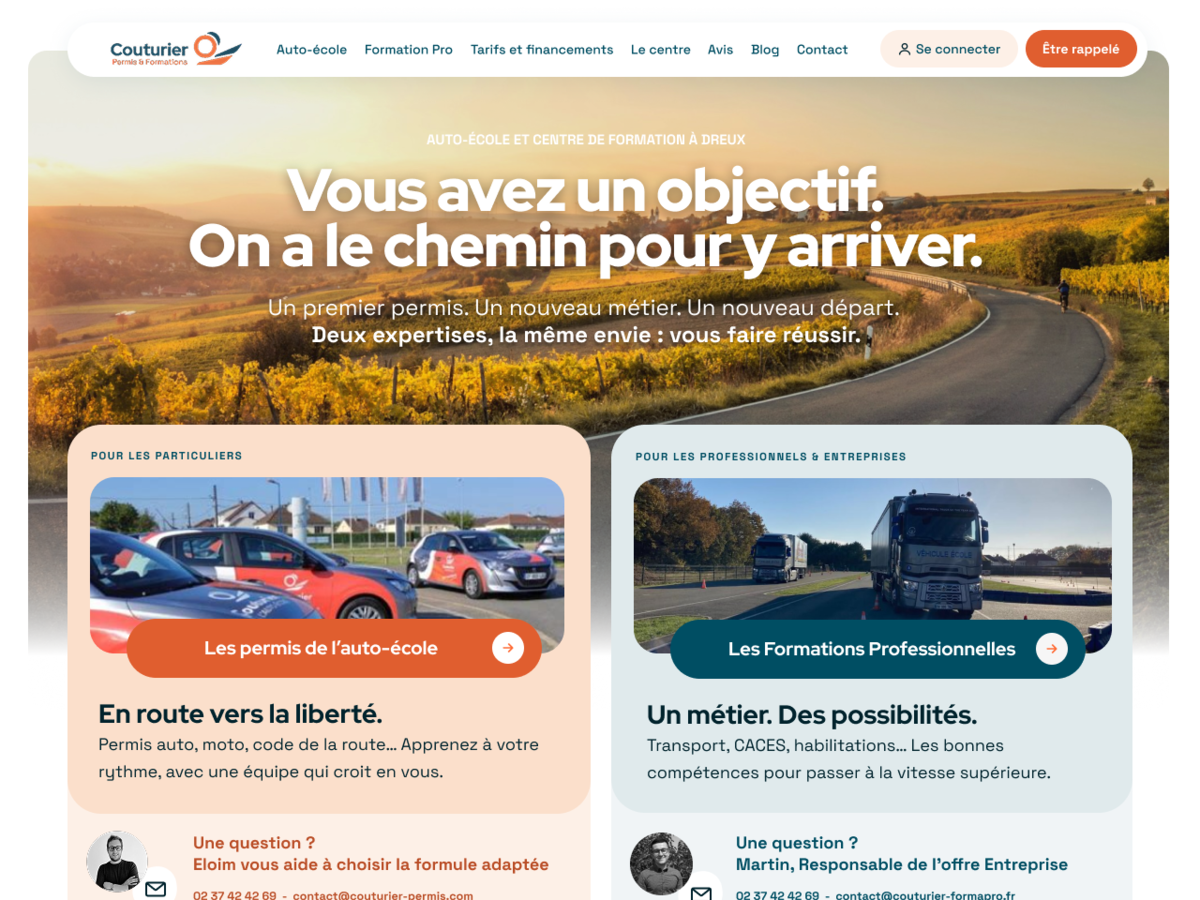 Couturier
Permis & Formations
Auto-école
Formation Pro
Tarifs et financements
Le centre
Avis
Blog
Contact
Se connecter
Être rappelé
AUTO-ÉCOLE ET CENTRE DE FORMATION À DREUX
Vous avez un objectif.
On a le chemin pour y arriver.
Un premier permis. Un nouveau métier. Un nouveau départ.
Deux expertises, la même envie : vous faire réussir.
POUR LES PARTICULIERS
Les permis de l’auto-école
En route vers la liberté.
Permis auto, moto, code de la route... Apprenez à votre
rythme, avec une équipe qui croit en vous.
Une question ?
Eloim vous aide à choisir la formule adaptée
02 37 42 42 69 - contact@couturier-permis.com
POUR LES PROFESSIONNELS & ENTREPRISES
VÉHICULE ÉCOLE
Les Formations Professionnelles
Un métier. Des possibilités.
Transport, CACES, habilitations... Les bonnes
compétences pour passer à la vitesse supérieure.
Une question ?
Martin, Responsable de l’offre Entreprise
02 37 42 42 69 - contact@couturier-formapro.fr